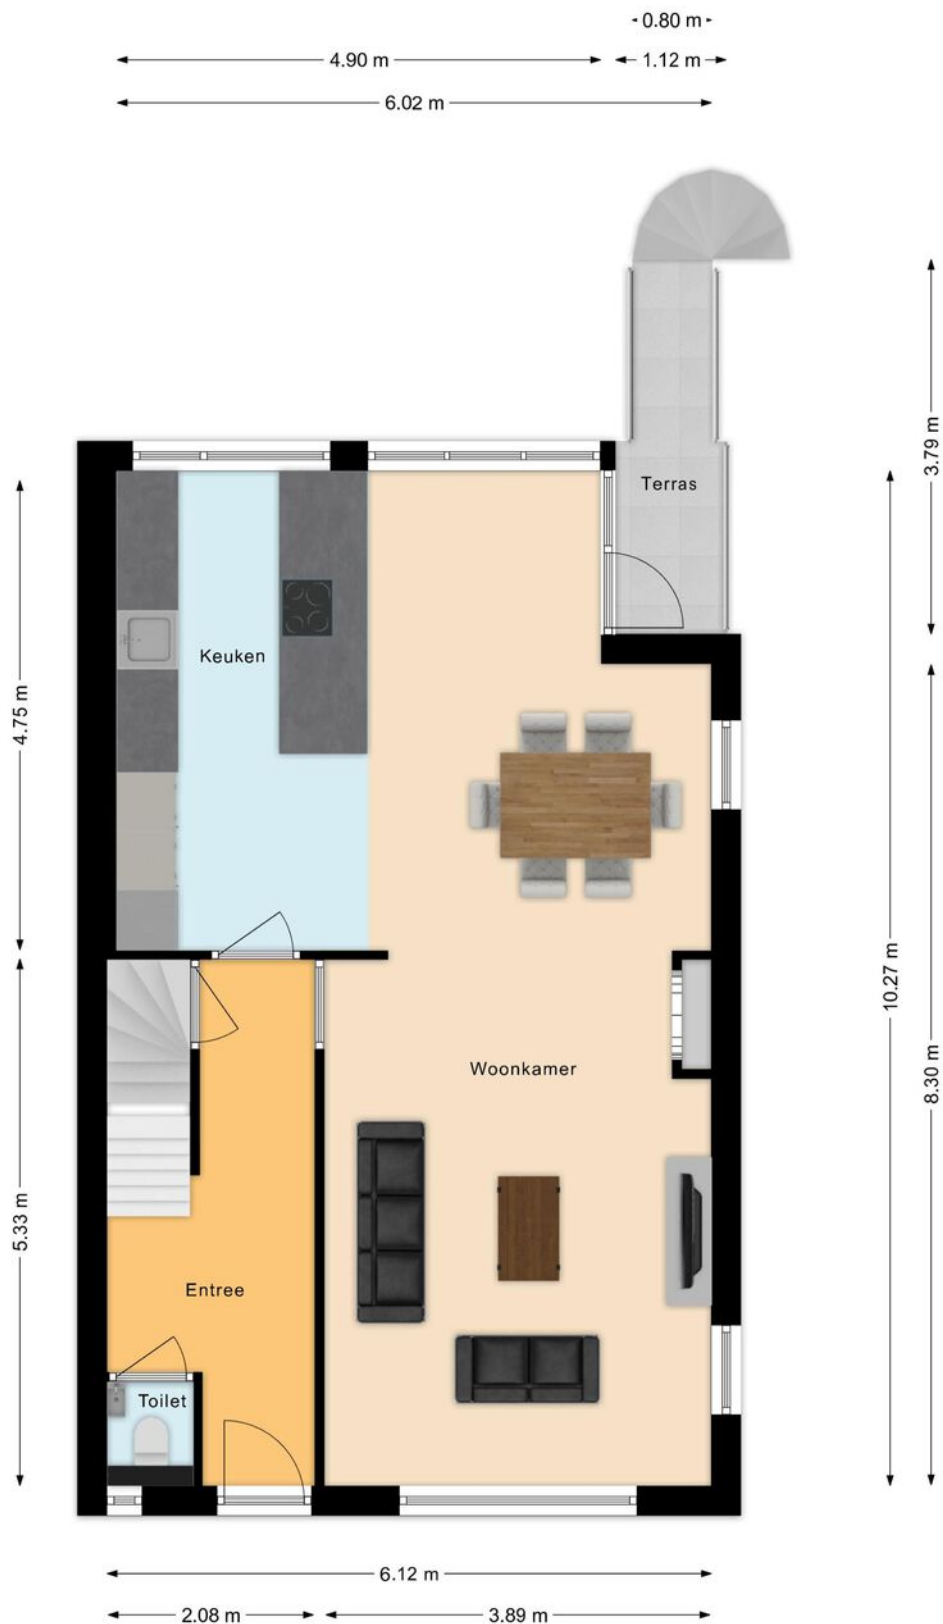 0.80 m
4.90 m
1.12 m
6.02 m
3.79 m
Terras
Keuken
4.75 m
10.27 m
8.30 m
Woonkamer
5.33 m
Entree
Toilet
6.12 m
2.08 m
3.89 m